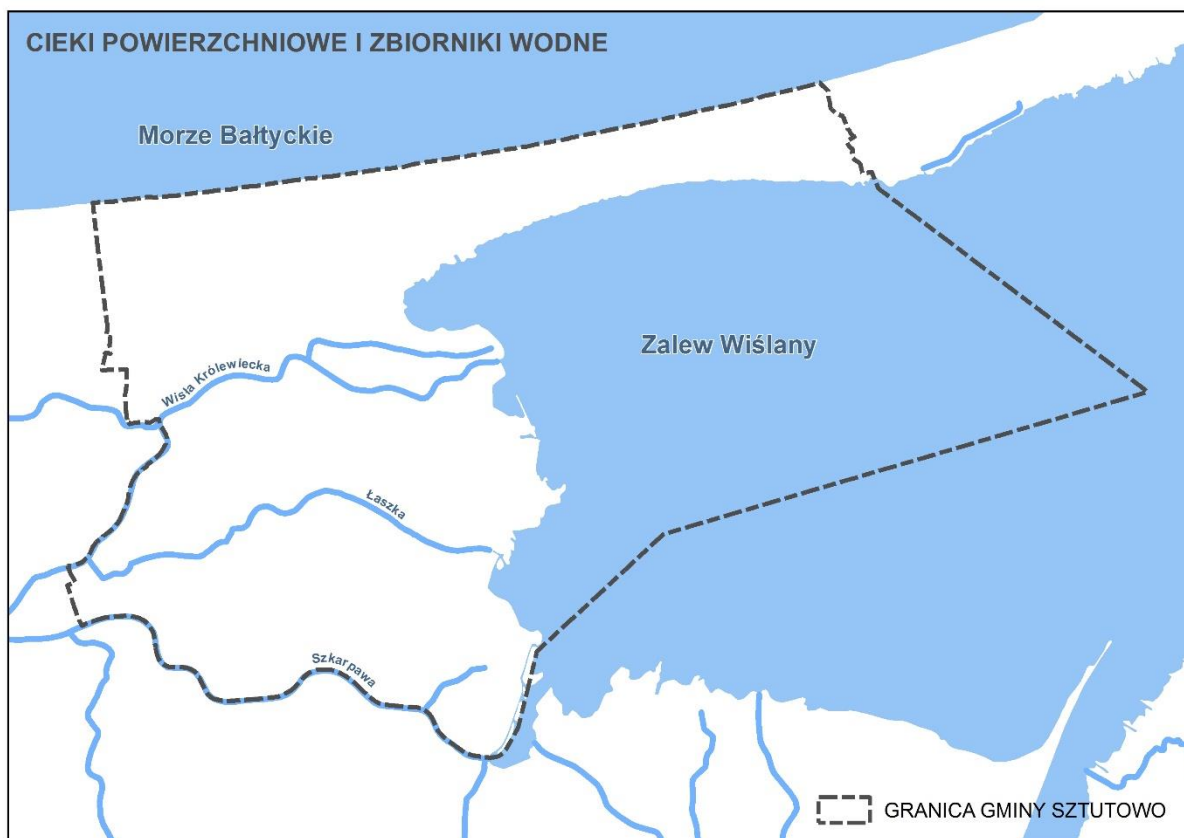 CIEKI POWIERZCHNIOWE I ZBIORNIKI WODNE
Morze Bałtyckie
Zalew Wiślany
Wisła Królewiecka
Łaszka
Szkarpawa
GRANICA GMINY SZTUTOWO